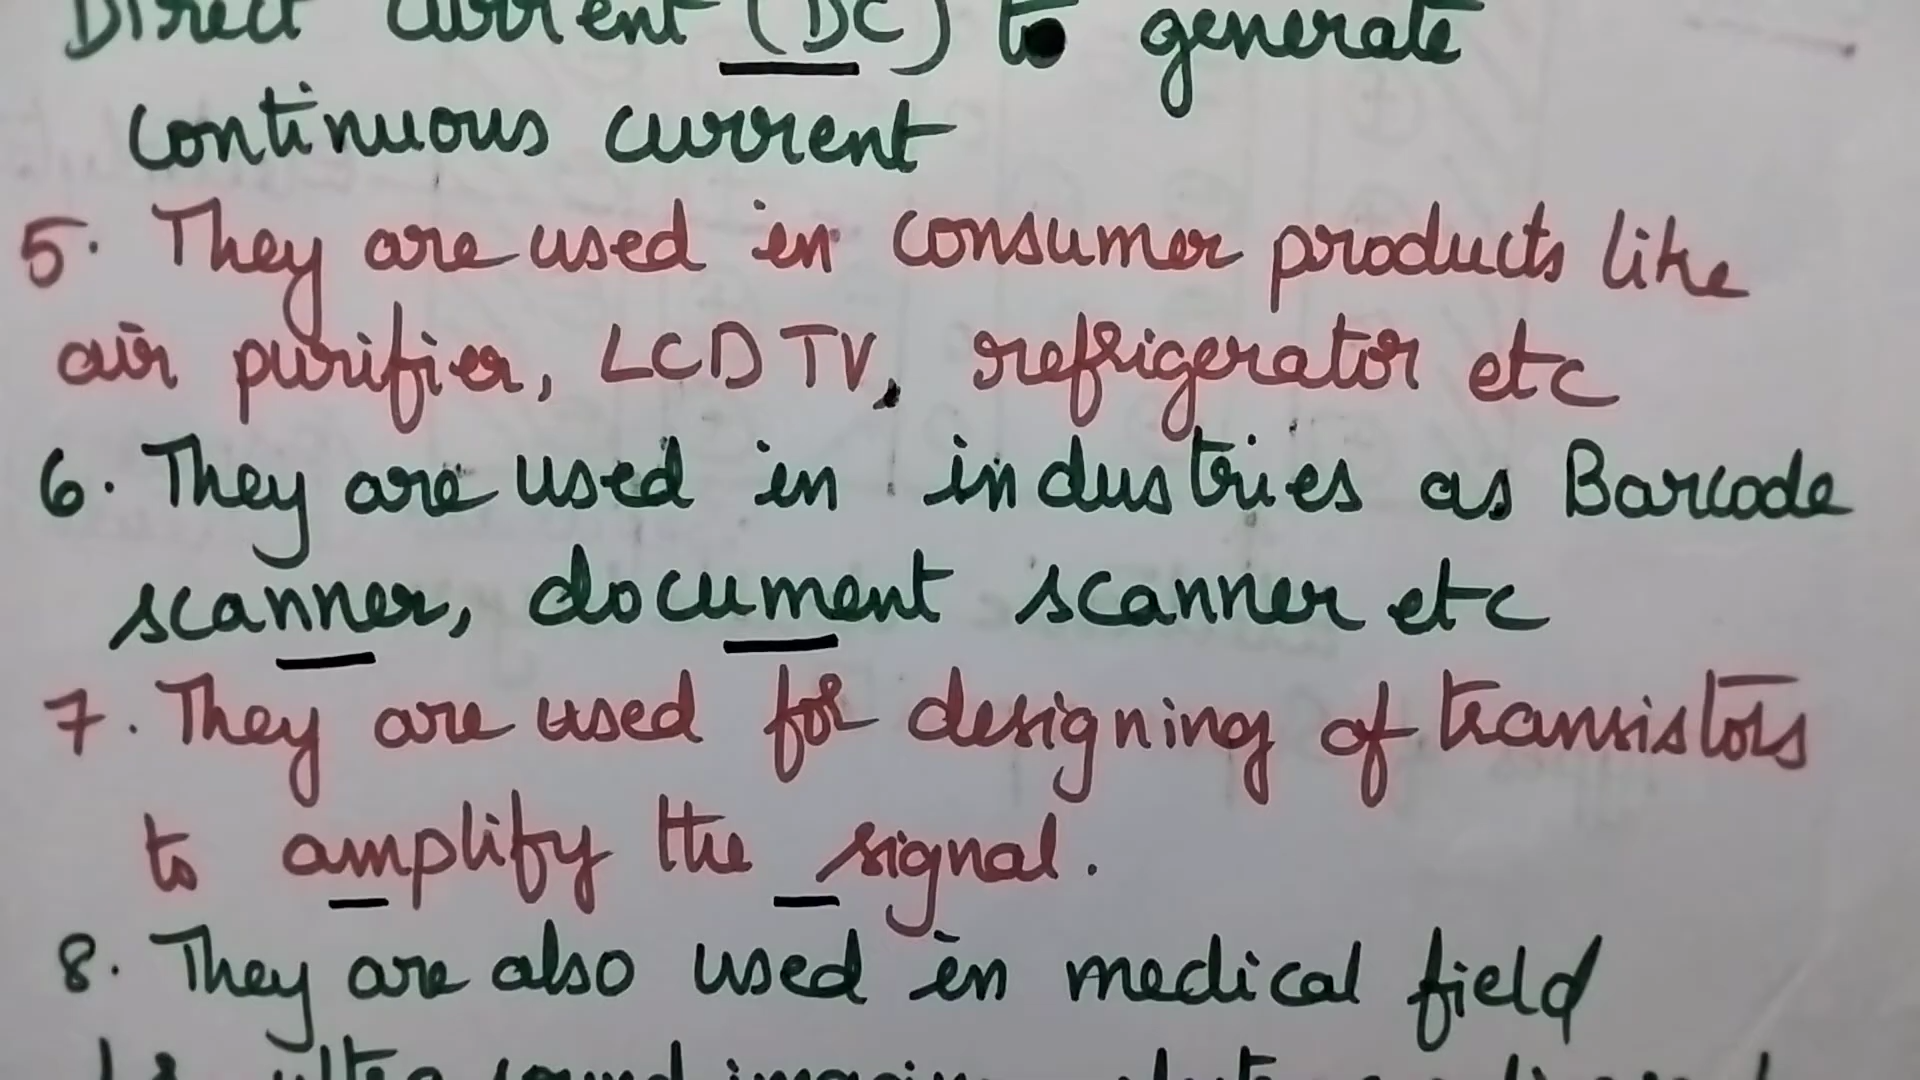 Direct current (DC) to generate
continuous current
5. They are used in consumer products like
air purifier, LCD TV, refrigerator etc
6. They are used in industries as Barcode
scanner, document scanner etc
7. They are used for designing of transistors
to amplify the signal.
8. They are also used in medical field
ultra sound